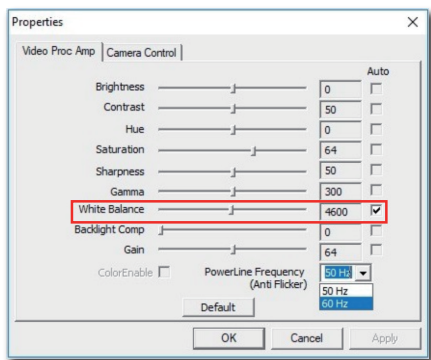 Properties
Video Proc Amp
Camera Control
Auto
Brightness 0
Contrast 50
Hue 0
Saturation 64
Sharpness 50
Gamma 300
White Balance 4600
Backlight Comp 0
Gain 64
ColorEnable PowerLine Frequency 50 Hz
(Anti Flicker)
50 Hz
60 Hz
Default
OK Cancel Apply